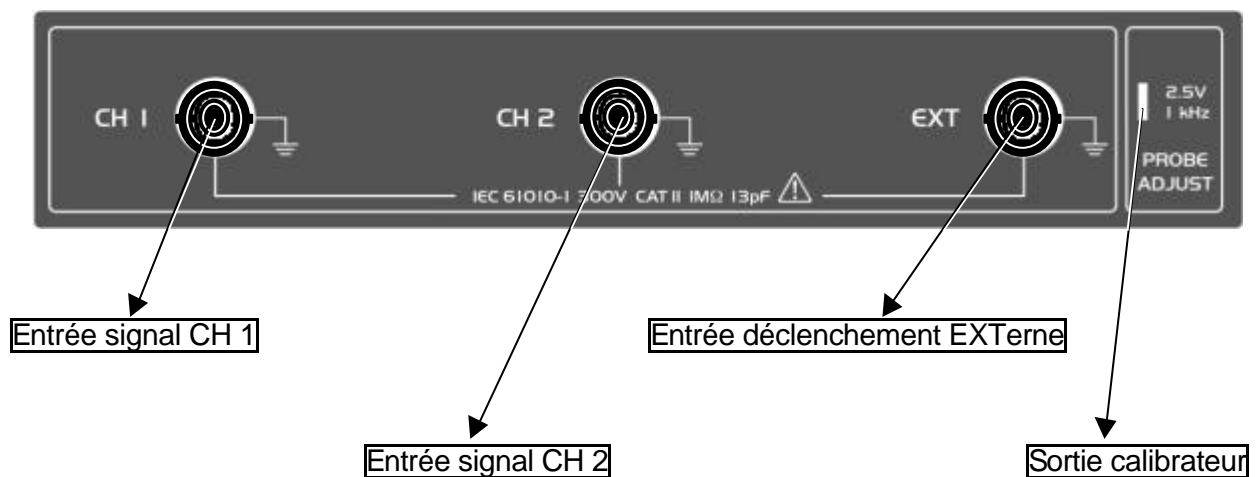 CH 1
CH 2
EXT
2.5V
1 kHz
PROBE
ADJUST
IEC 61010-1 300V CAT II 1MΩ 13pF
Entrée signal CH 1
Entrée déclenchement EXTerne
Entrée signal CH 2
Sortie calibrateur